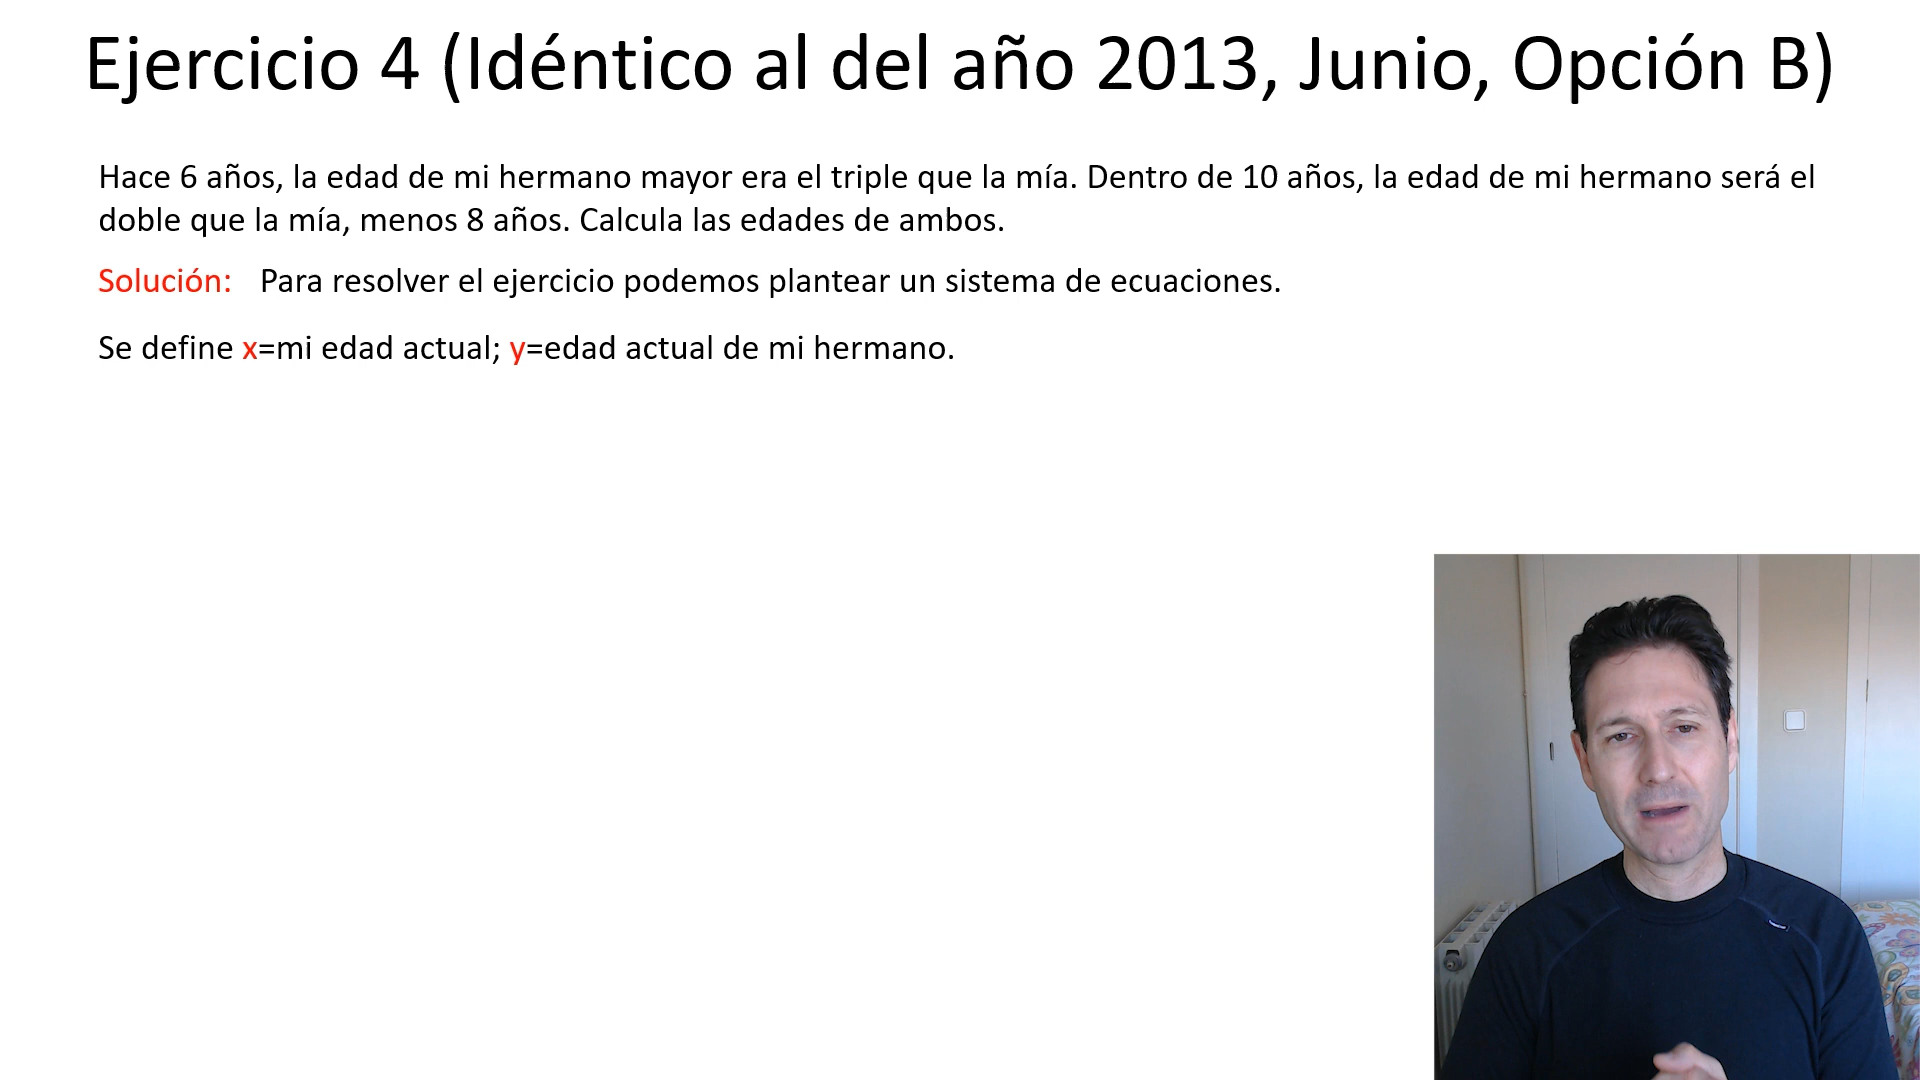 Ejercicio 4 (Idéntico al del año 2013, Junio, Opción B)
Hace 6 años, la edad de mi hermano mayor era el triple que la mía. Dentro de 10 años, la edad de mi hermano será el
doble que la mía, menos 8 años. Calcula las edades de ambos.
Solución: Para resolver el ejercicio podemos plantear un sistema de ecuaciones.
Se define x=mi edad actual; y=edad actual de mi hermano.